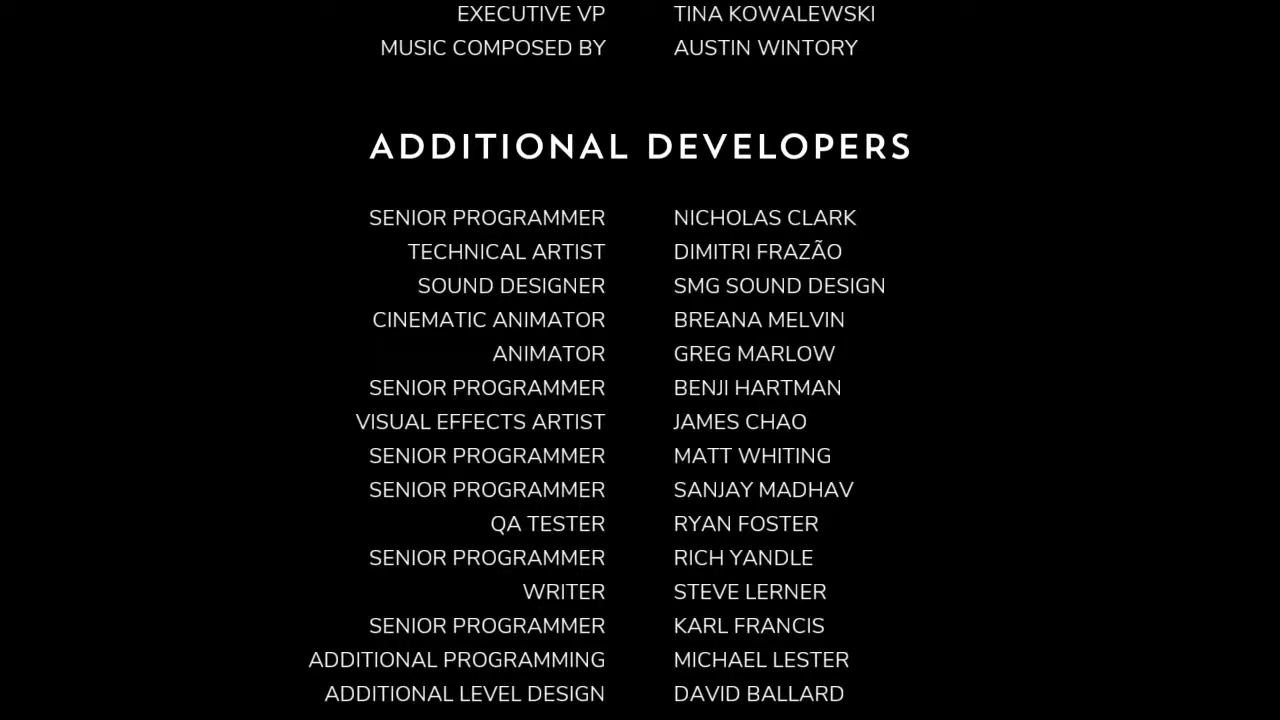 EXECUTIVE VP TINA KOWALEWSKI
MUSIC COMPOSED BY AUSTIN WINTORY
ADDITIONAL DEVELOPERS
SENIOR PROGRAMMER NICHOLAS CLARK
TECHNICAL ARTIST DIMITRI FRAZÃO
SOUND DESIGNER SMG SOUND DESIGN
CINEMATIC ANIMATOR BREANA MELVIN
ANIMATOR GREG MARLOW
SENIOR PROGRAMMER BENJI HARTMAN
VISUAL EFFECTS ARTIST JAMES CHAO
SENIOR PROGRAMMER MATT WHITING
SENIOR PROGRAMMER SANJAY MADHAV
QA TESTER RYAN FOSTER
SENIOR PROGRAMMER RICH YANDLE
WRITER STEVE LERNER
SENIOR PROGRAMMER KARL FRANCIS
ADDITIONAL PROGRAMMING MICHAEL LESTER
ADDITIONAL LEVEL DESIGN DAVID BALLARD